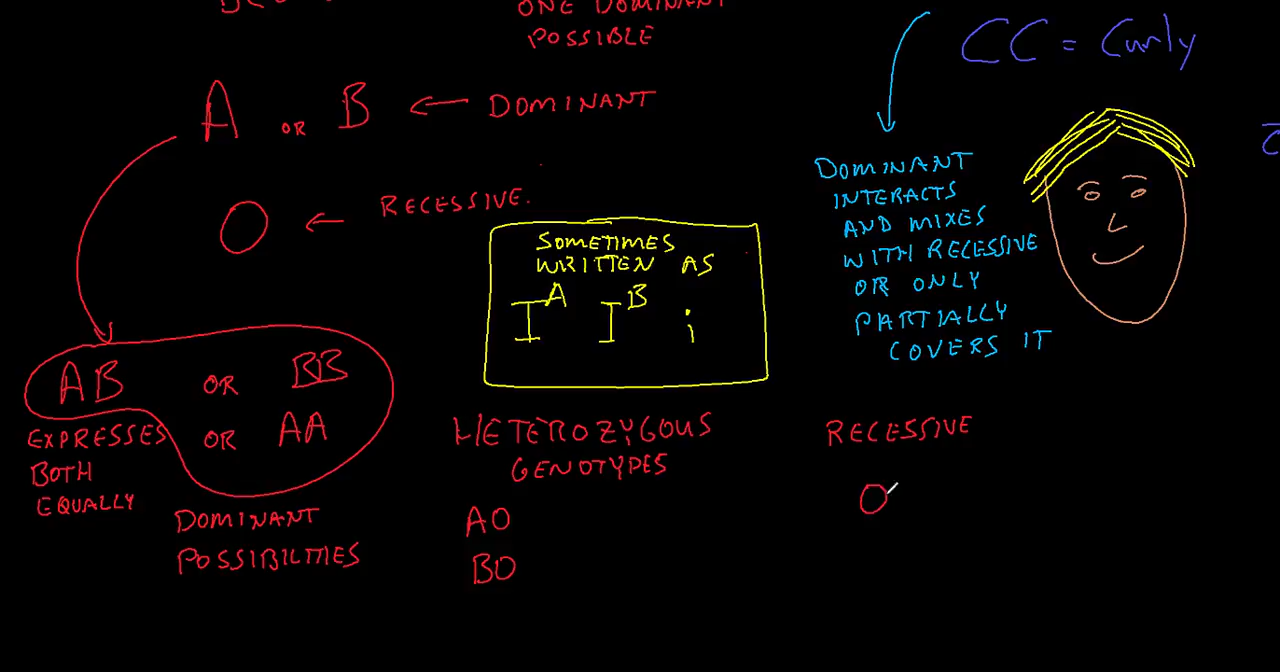 ONE DOMINANT
POSSIBLE
A OR B ← DOMINANT
O ← RECESSIVE.
SOMETIMES
WRITTEN AS
I^A I^B i
AB OR BB
OR AA
EXPRESSES
BOTH
EQUALLY
DOMINANT
POSSIBILITIES
HETEROZYGOUS
GENOTYPES
AO
BO
CC = Curly
DOMINANT
INTERACTS
AND MIXES
WITH RECESSIVE
OR ONLY
PARTIALLY
COVERS IT
RECESSIVE
O